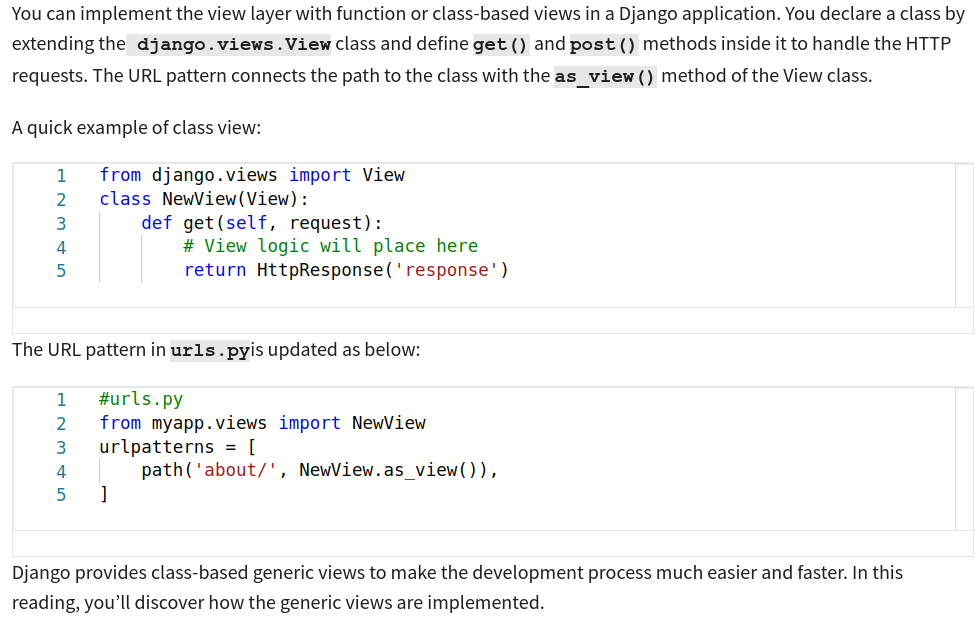 You can implement the view layer with function or class-based views in a Django application. You declare a class by
extending the django.views.View class and define get() and post() methods inside it to handle the HTTP
requests. The URL pattern connects the path to the class with the as_view() method of the View class.
A quick example of class view:
1 from django.views import View
2 class NewView(View):
3     def get(self, request):
4         # View logic will place here
5         return HttpResponse('response')
The URL pattern in urls.pyis updated as below:
1 #urls.py
2 from myapp.views import NewView
3 urlpatterns = [
4     path('about/', NewView.as_view()),
5 ]
Django provides class-based generic views to make the development process much easier and faster. In this
reading, you’ll discover how the generic views are implemented.